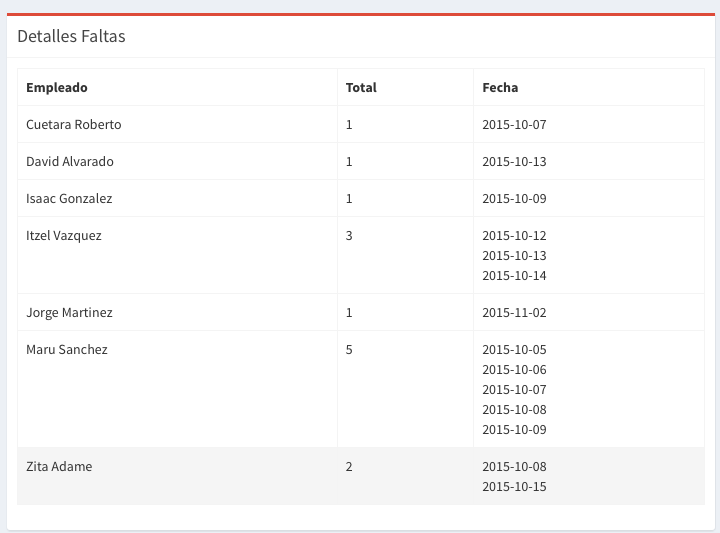 Detalles Faltas
Empleado Total Fecha
Cuetara Roberto 1 2015-10-07
David Alvarado 1 2015-10-13
Isaac Gonzalez 1 2015-10-09
Itzel Vazquez 3 2015-10-12
2015-10-13
2015-10-14
Jorge Martinez 1 2015-11-02
Maru Sanchez 5 2015-10-05
2015-10-06
2015-10-07
2015-10-08
2015-10-09
Zita Adame 2 2015-10-08
2015-10-15